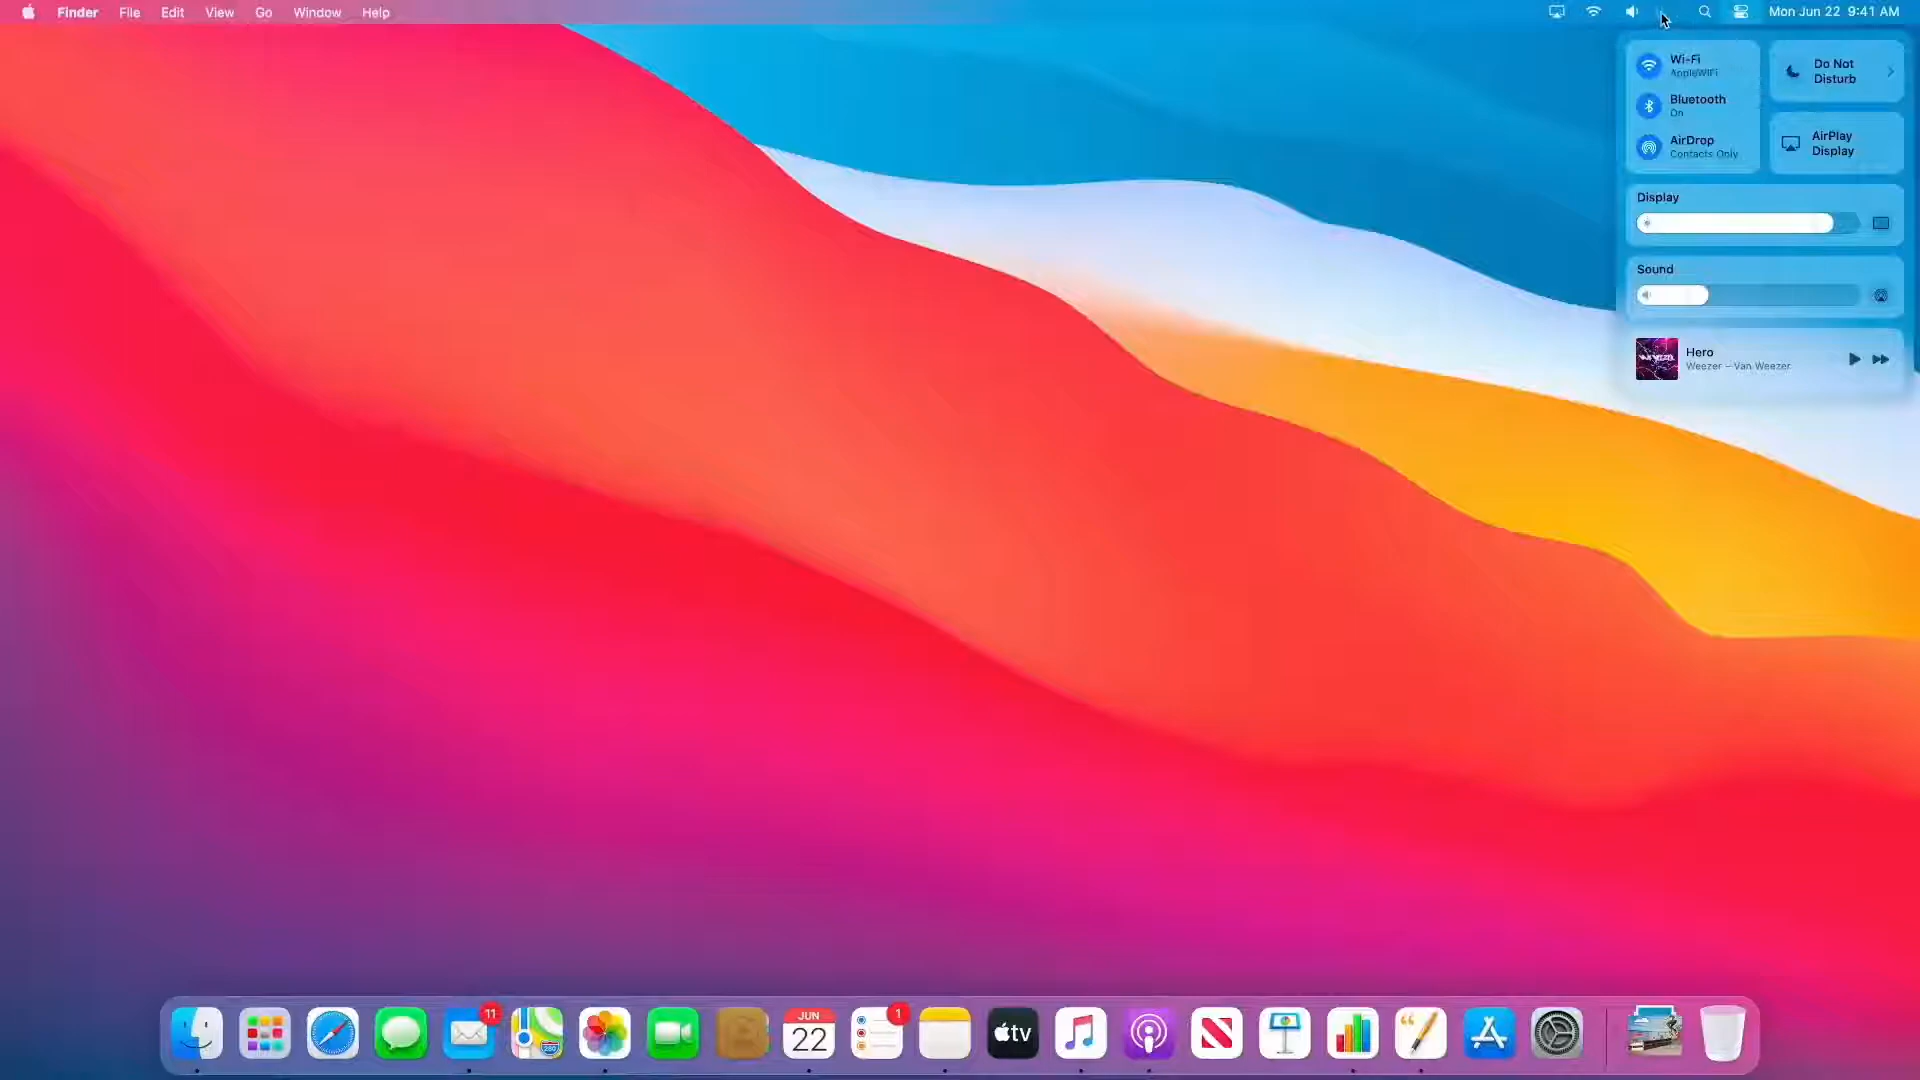 Finder File Edit View Go Window Help
Mon Jun 22 9:41 AM
Wi-Fi
AppleWiFi
Bluetooth
On
AirDrop
Contacts Only
Do Not
Disturb
AirPlay
Display
Display
Sound
Hero
Weezer – Van Weezer
11
JUN
22
1
tv
280